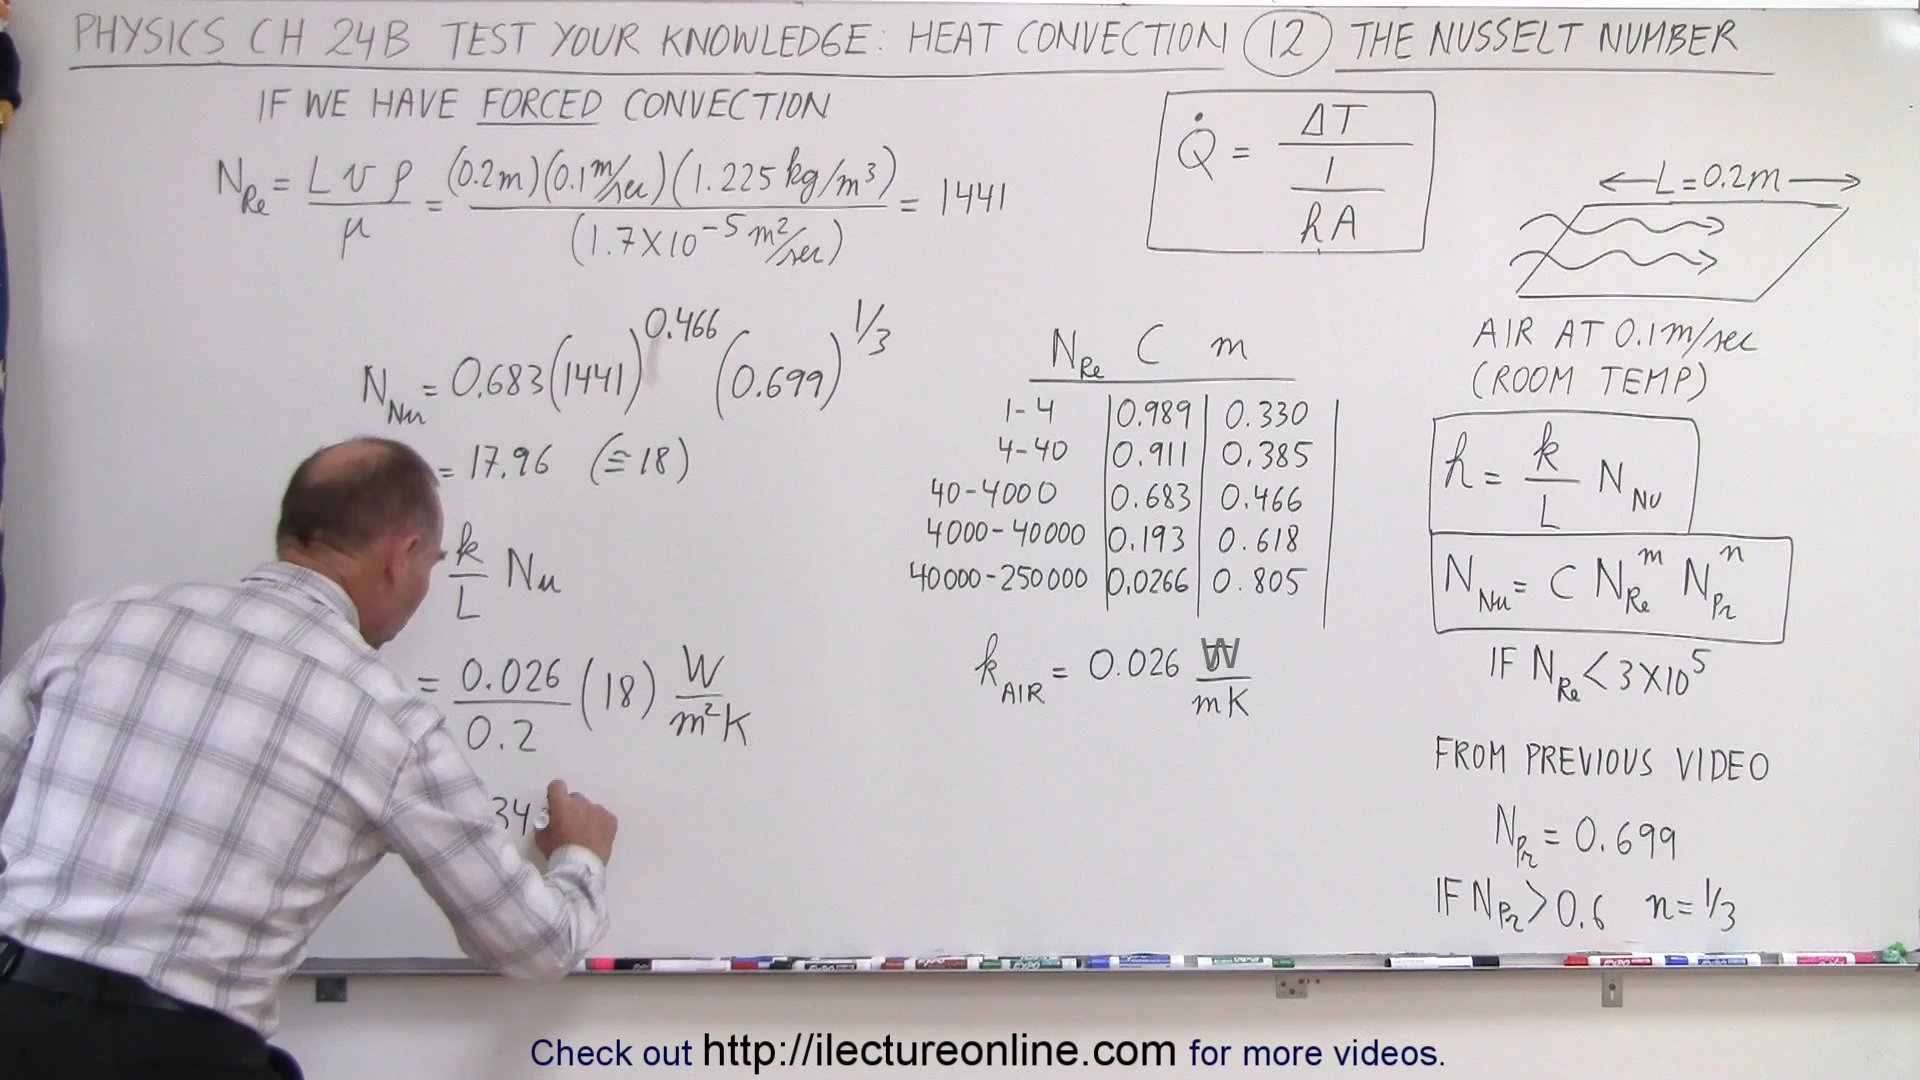 PHYSICS CH 24B TEST YOUR KNOWLEDGE: HEAT CONVECTION 12 THE NUSSELT NUMBER
IF WE HAVE FORCED CONVECTION
N_Re = L v ρ / μ = (0.2m)(0.1 m/sec)(1.225 kg/m³) / (1.7X10⁻⁵ m²/sec) = 1441
N_Nu = 0.683 (1441)^0.466 (0.699)^1/3
= 17.96 (≅ 18)
k/L Nu
= 0.026/0.2 (18) W/m²K
34
Q̇ = ΔT / (1/hA)
N_Re C m
1-4 0.989 0.330
4-40 0.911 0.385
40-4000 0.683 0.466
4000-40000 0.193 0.618
40000-250000 0.0266 0.805
k_AIR = 0.026 W/mK
L=0.2m
AIR AT 0.1m/sec
(ROOM TEMP)
h = k/L N_Nu
N_Nu = C N_Re^m N_Pr^n
IF N_Re < 3X10⁵
FROM PREVIOUS VIDEO
N_Pr = 0.699
IF N_Pr > 0.6 n = 1/3
Check out http://ilectureonline.com for more videos.